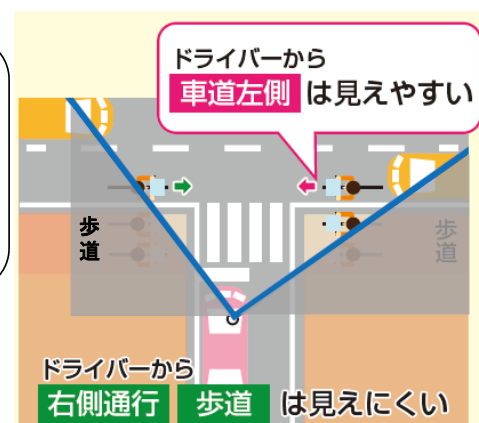 ドライバーから
車道左側 は見えやすい
歩道
歩道
ドライバーから
右側通行 歩道 は見えにくい